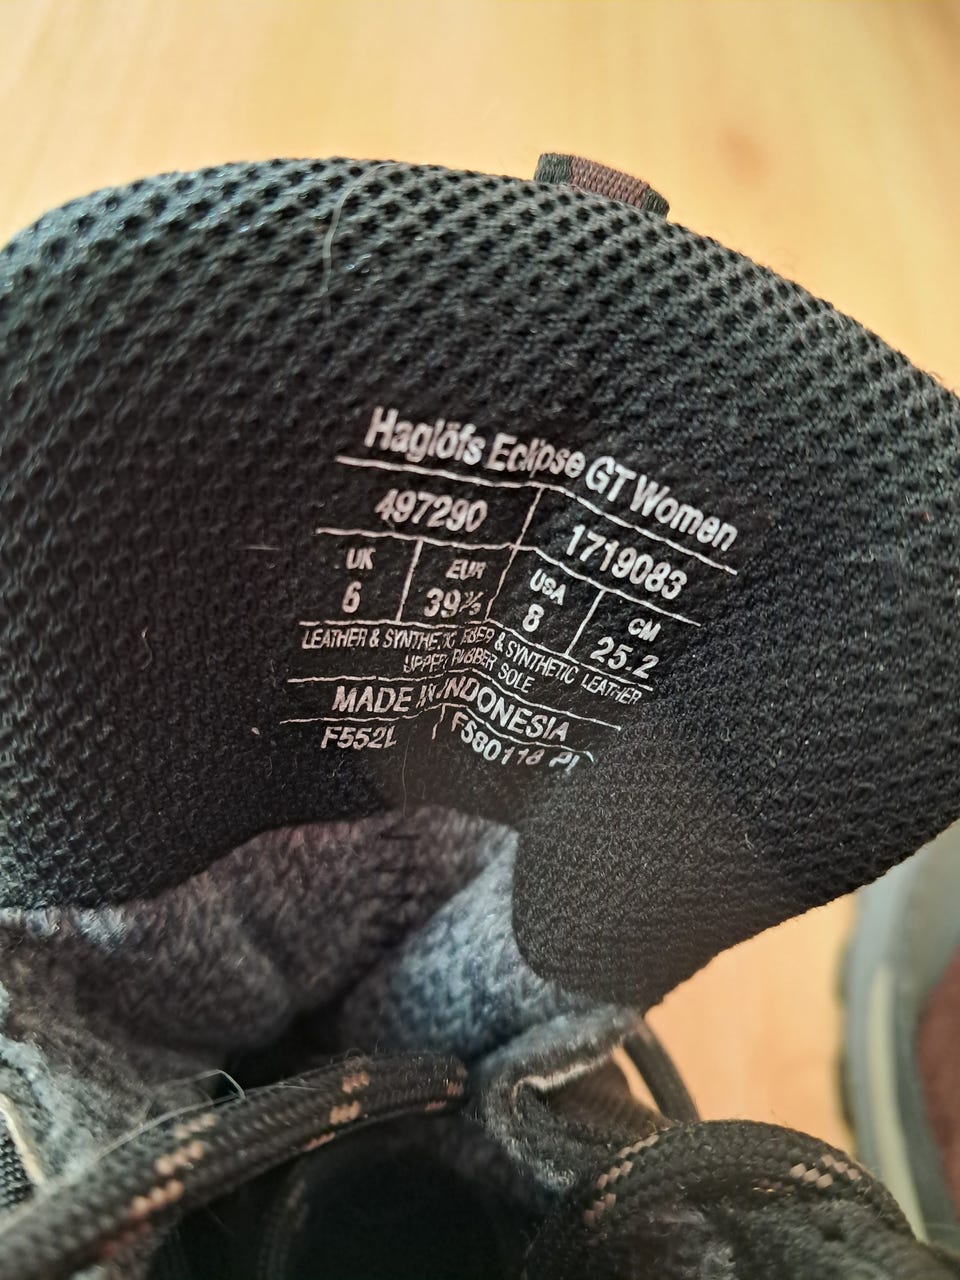 Haglöfs Eclipse GT Women
497290 1719083
UK EUR USA CM
6 39⅓ 8 25.2
LEATHER & SYNTHETIC FIBER & SYNTHETIC LEATHER
UPPER, RUBBER SOLE
MADE IN INDONESIA
F552L